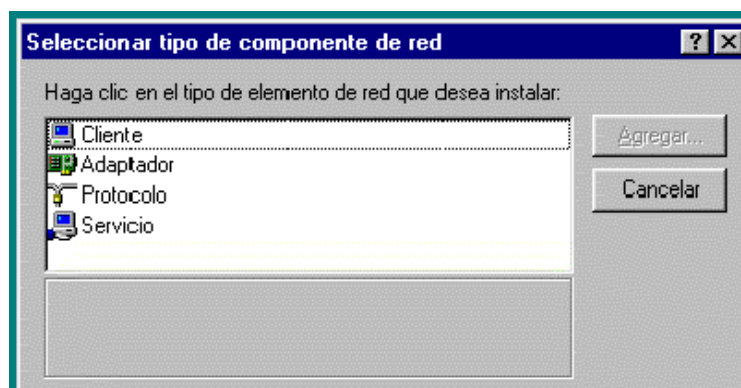 Seleccionar tipo de componente de red
Haga clic en el tipo de elemento de red que desea instalar:
Cliente
Adaptador
Protocolo
Servicio
Agregar...
Cancelar